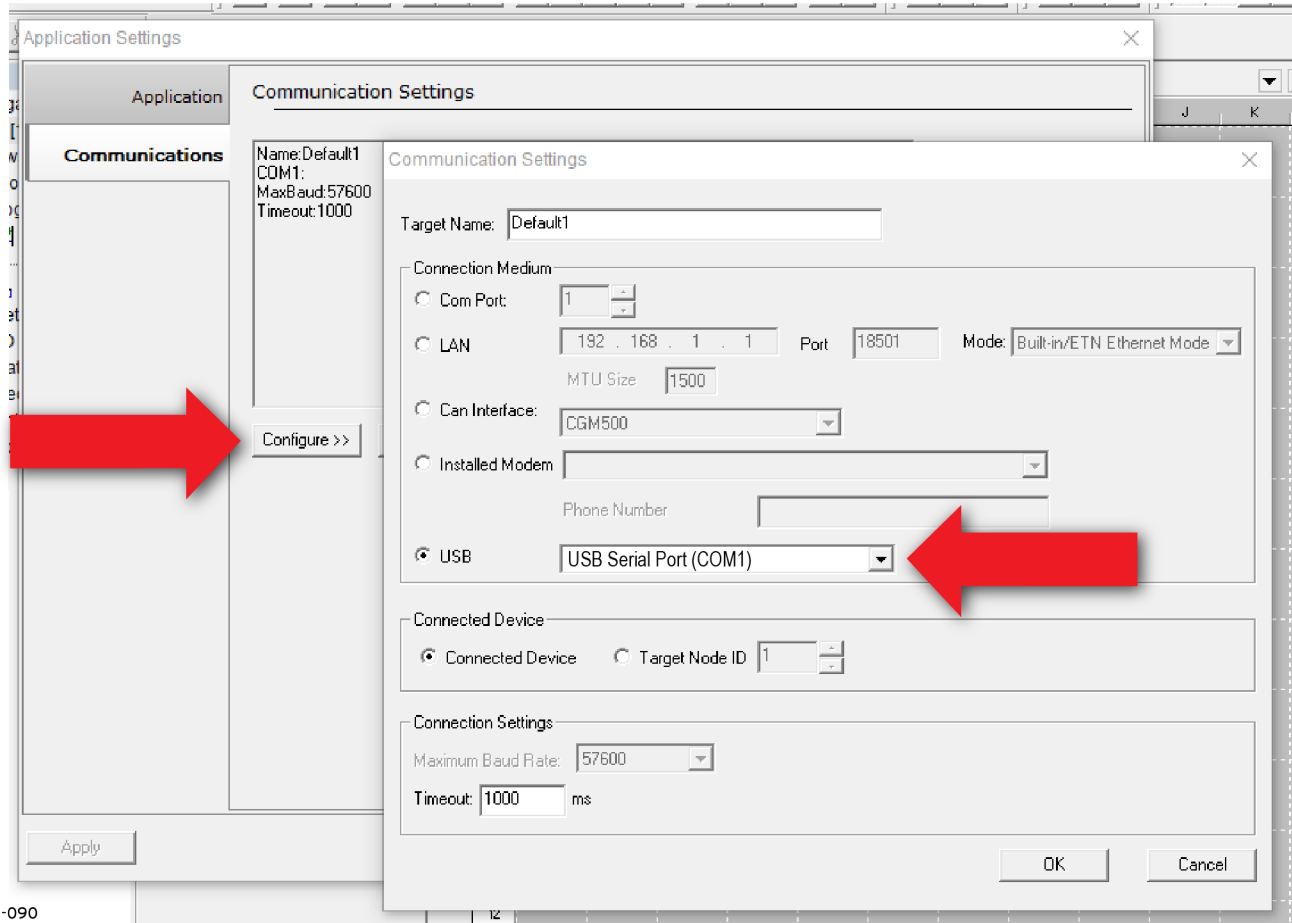 Application Settings
Application
Communication Settings
J
K
Communications
Name:Default1
COM1:
MaxBaud:57600
Timeout:1000
Communication Settings
Target Name: Default1
Connection Medium
Com Port: 1
LAN 192 . 168 . 1 . 1 Port 18501 Mode: Built-in/ETN Ethernet Mode
MTU Size 1500
Can Interface: CGM500
Configure >>
Installed Modem
Phone Number
USB USB Serial Port (COM1)
Connected Device
Connected Device Target Node ID 1
Connection Settings
Maximum Baud Rate: 57600
Timeout: 1000 ms
Apply
OK Cancel
-090
12